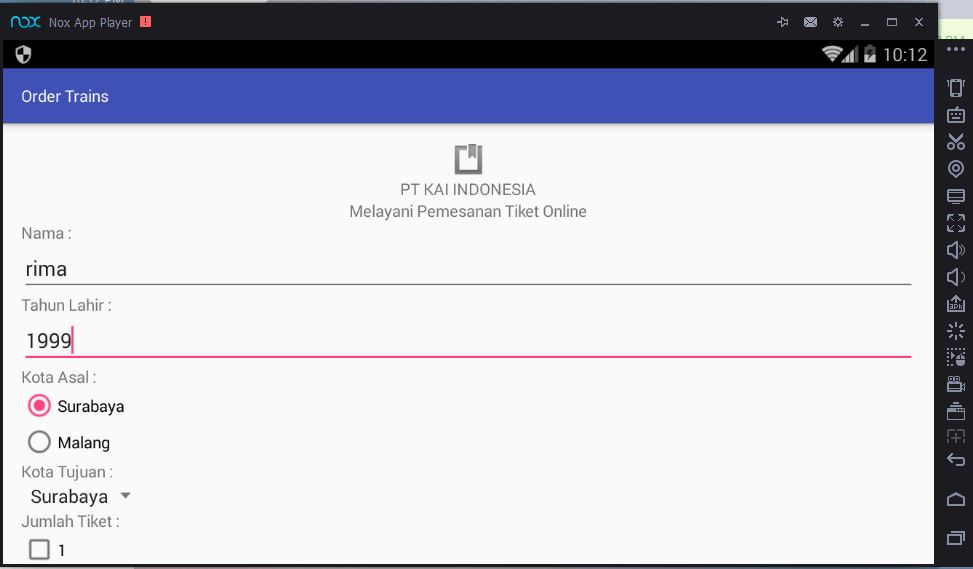 nox Nox App Player
10:12
Order Trains
PT KAI INDONESIA
Melayani Pemesanan Tiket Online
Nama :
rima
Tahun Lahir :
1999
Kota Asal :
Surabaya
Malang
Kota Tujuan :
Surabaya
Jumlah Tiket :
1